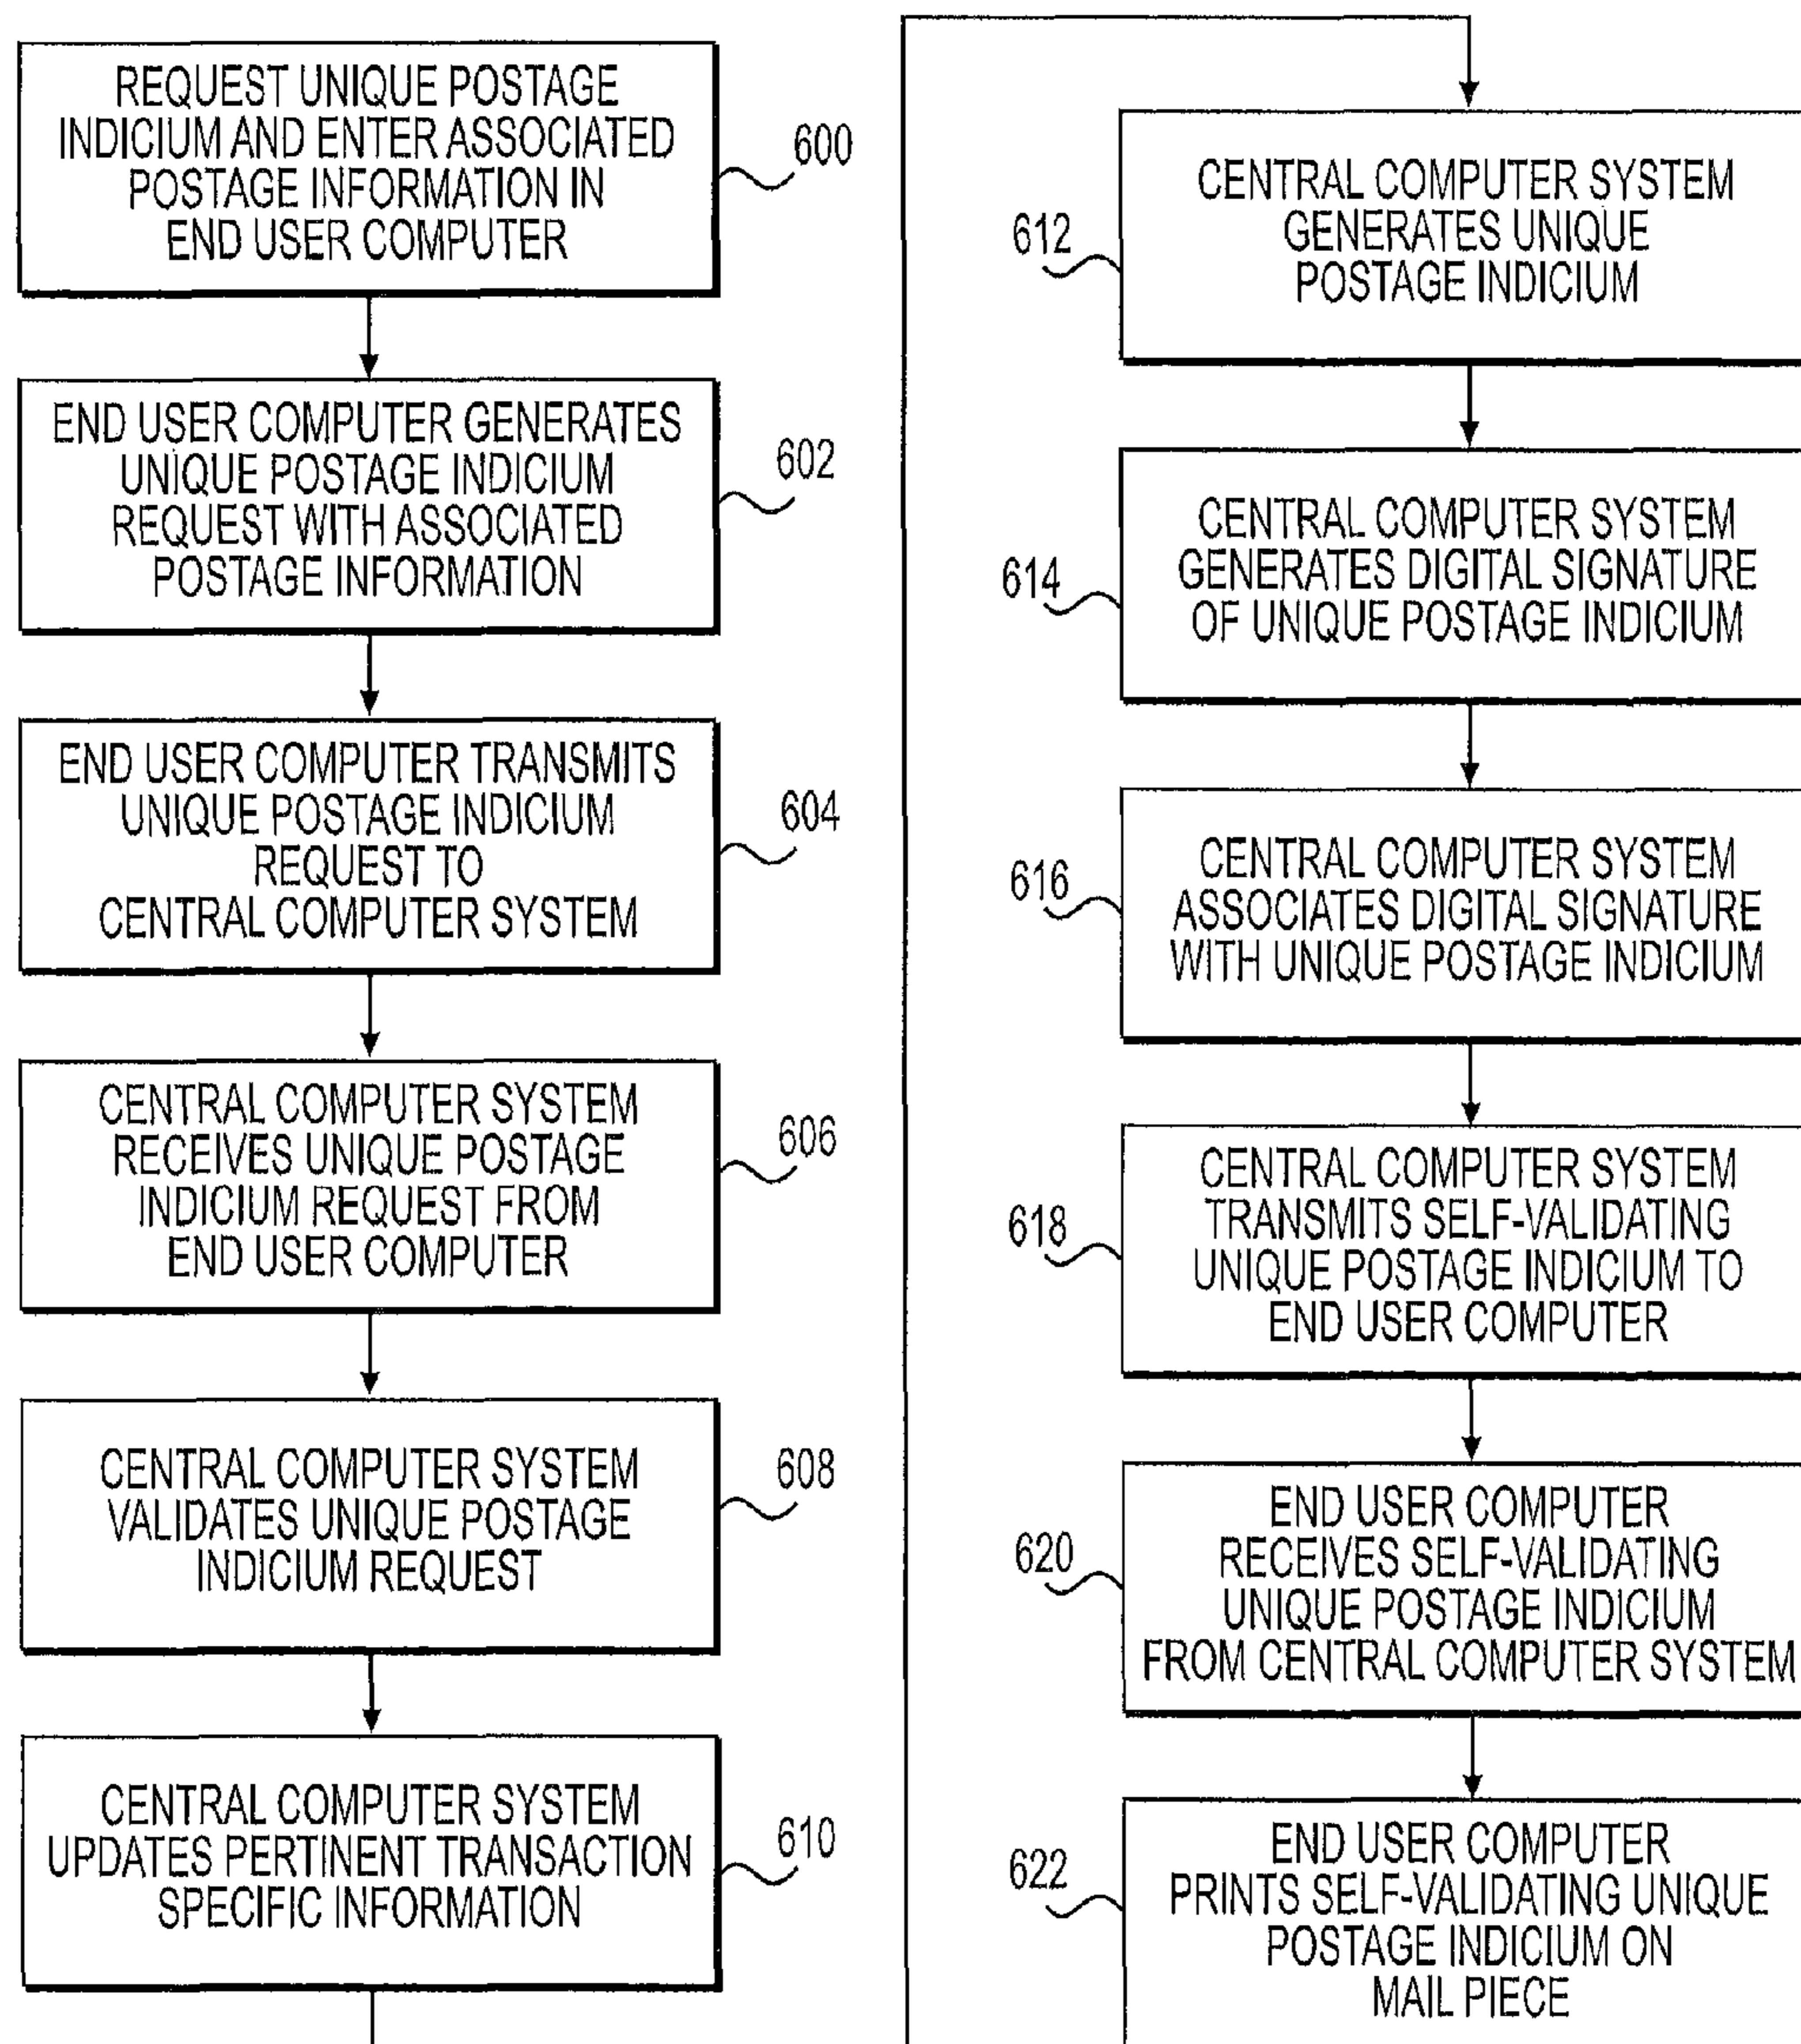 REQUEST UNIQUE POSTAGE
INDICIUM AND ENTER ASSOCIATED
POSTAGE INFORMATION IN
END USER COMPUTER
600
END USER COMPUTER GENERATES
UNIQUE POSTAGE INDICIUM
REQUEST WITH ASSOCIATED
POSTAGE INFORMATION
602
END USER COMPUTER TRANSMITS
UNIQUE POSTAGE INDICIUM
REQUEST TO
CENTRAL COMPUTER SYSTEM
604
CENTRAL COMPUTER SYSTEM
RECEIVES UNIQUE POSTAGE
INDICIUM REQUEST FROM
END USER COMPUTER
606
CENTRAL COMPUTER SYSTEM
VALIDATES UNIQUE POSTAGE
INDICIUM REQUEST
608
CENTRAL COMPUTER SYSTEM
UPDATES PERTINENT TRANSACTION
SPECIFIC INFORMATION
610
CENTRAL COMPUTER SYSTEM
GENERATES UNIQUE
POSTAGE INDICIUM
612
CENTRAL COMPUTER SYSTEM
GENERATES DIGITAL SIGNATURE
OF UNIQUE POSTAGE INDICIUM
614
CENTRAL COMPUTER SYSTEM
ASSOCIATES DIGITAL SIGNATURE
WITH UNIQUE POSTAGE INDICIUM
616
CENTRAL COMPUTER SYSTEM
TRANSMITS SELF-VALIDATING
UNIQUE POSTAGE INDICIUM TO
END USER COMPUTER
618
END USER COMPUTER
RECEIVES SELF-VALIDATING
UNIQUE POSTAGE INDICIUM
FROM CENTRAL COMPUTER SYSTEM
620
END USER COMPUTER
PRINTS SELF-VALIDATING UNIQUE
POSTAGE INDICIUM ON
MAIL PIECE
622